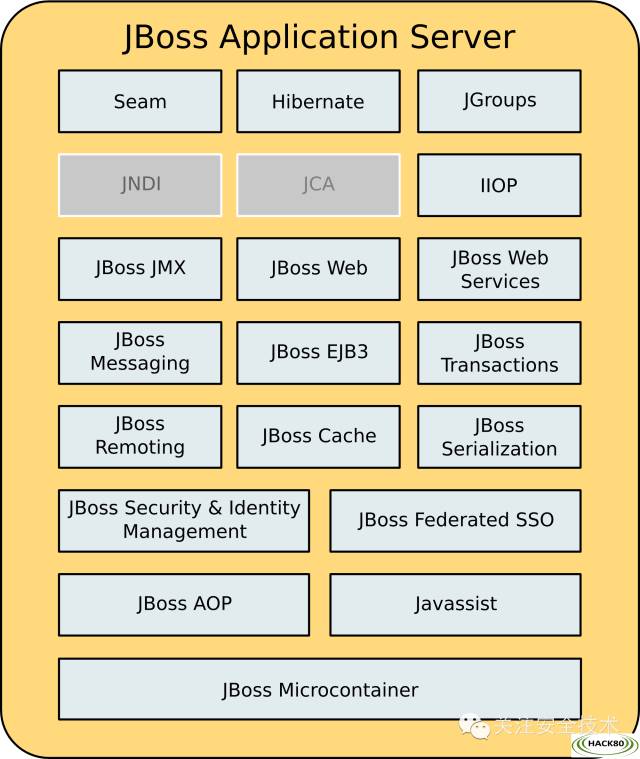 JBoss Application Server
Seam
Hibernate
JGroups
JNDI
JCA
IIOP
JBoss JMX
JBoss Web
JBoss Web
Services
JBoss
Messaging
JBoss EJB3
JBoss
Transactions
JBoss
Remoting
JBoss Cache
JBoss
Serialization
JBoss Security & Identity
Management
JBoss Federated SSO
JBoss AOP
Javassist
JBoss Microcontainer
关注安全技术
HACK80